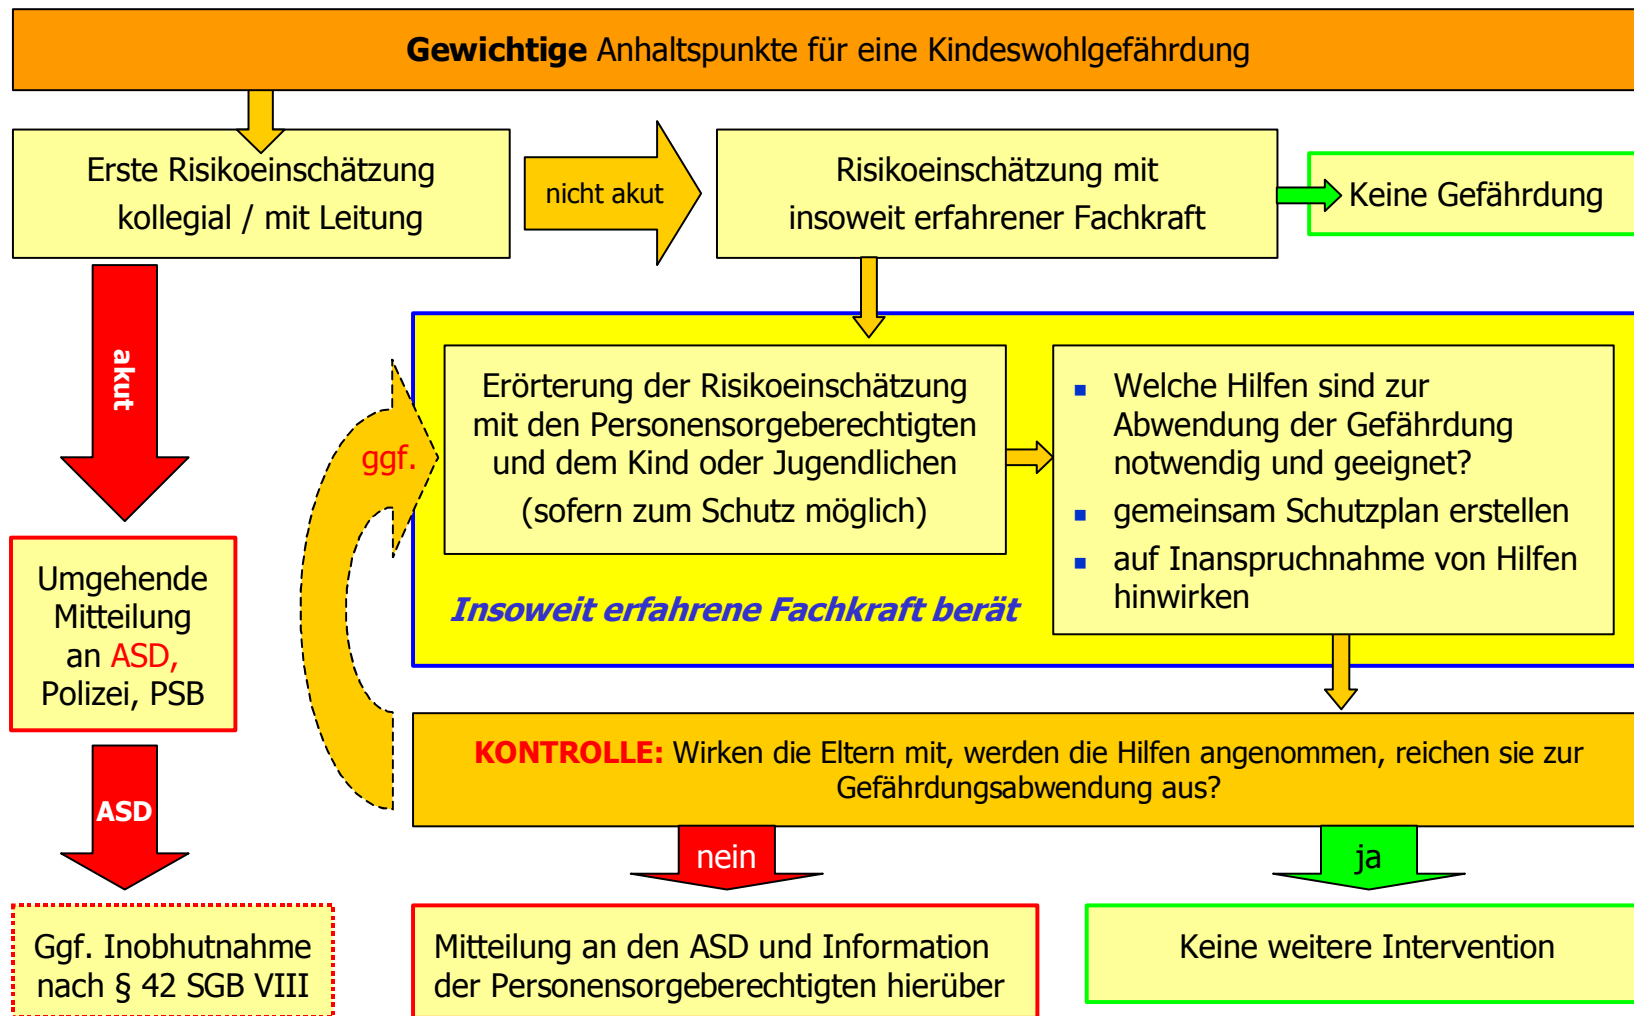 Gewichtige Anhaltspunkte für eine Kindeswohlgefährdung
Erste Risikoeinschätzung
kollegial / mit Leitung
nicht akut
Risikoeinschätzung mit
insoweit erfahrener Fachkraft
Keine Gefährdung
akut
ggf.
Erörterung der Risikoeinschätzung
mit den Personensorgeberechtigten
und dem Kind oder Jugendlichen
(sofern zum Schutz möglich)
Insoweit erfahrene Fachkraft berät
▪ Welche Hilfen sind zur
Abwendung der Gefährdung
notwendig und geeignet?
▪ gemeinsam Schutzplan erstellen
▪ auf Inanspruchnahme von Hilfen
hinwirken
Umgehende
Mitteilung
an ASD,
Polizei, PSB
KONTROLLE: Wirken die Eltern mit, werden die Hilfen angenommen, reichen sie zur
Gefährdungsabwendung aus?
ASD
nein
ja
Ggf. Inobhutnahme
nach § 42 SGB VIII
Mitteilung an den ASD und Information
der Personensorgeberechtigten hierüber
Keine weitere Intervention